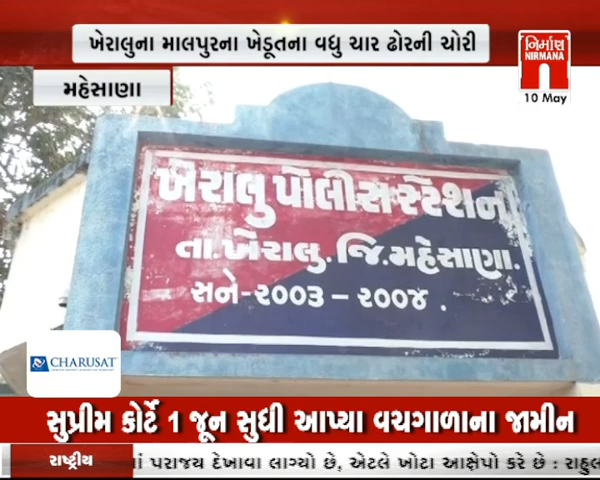 ખેરાલુના માલપુરના ખેડૂતના વધુ ચાર ઢોરની ચોરી
નિર્માણ
NIRMANA
10 May
મહેસાણા
ખેરાલુ પોલીસ સ્ટેશન
તા.ખેરાલુ. જિ.મહેસાણા.
સને-૨૦૦૩ – ૨૦૦૪ .
CHARUSAT
સુપ્રીમ કોર્ટે 1 જૂન સુધી આપ્યા વચગાળાના જામીન
રાષ્ટ્રીય
પરાજય દેખાવા લાગ્યો છે, એટલે ખોટા આક્ષેપો કરે છે : રાહુલ